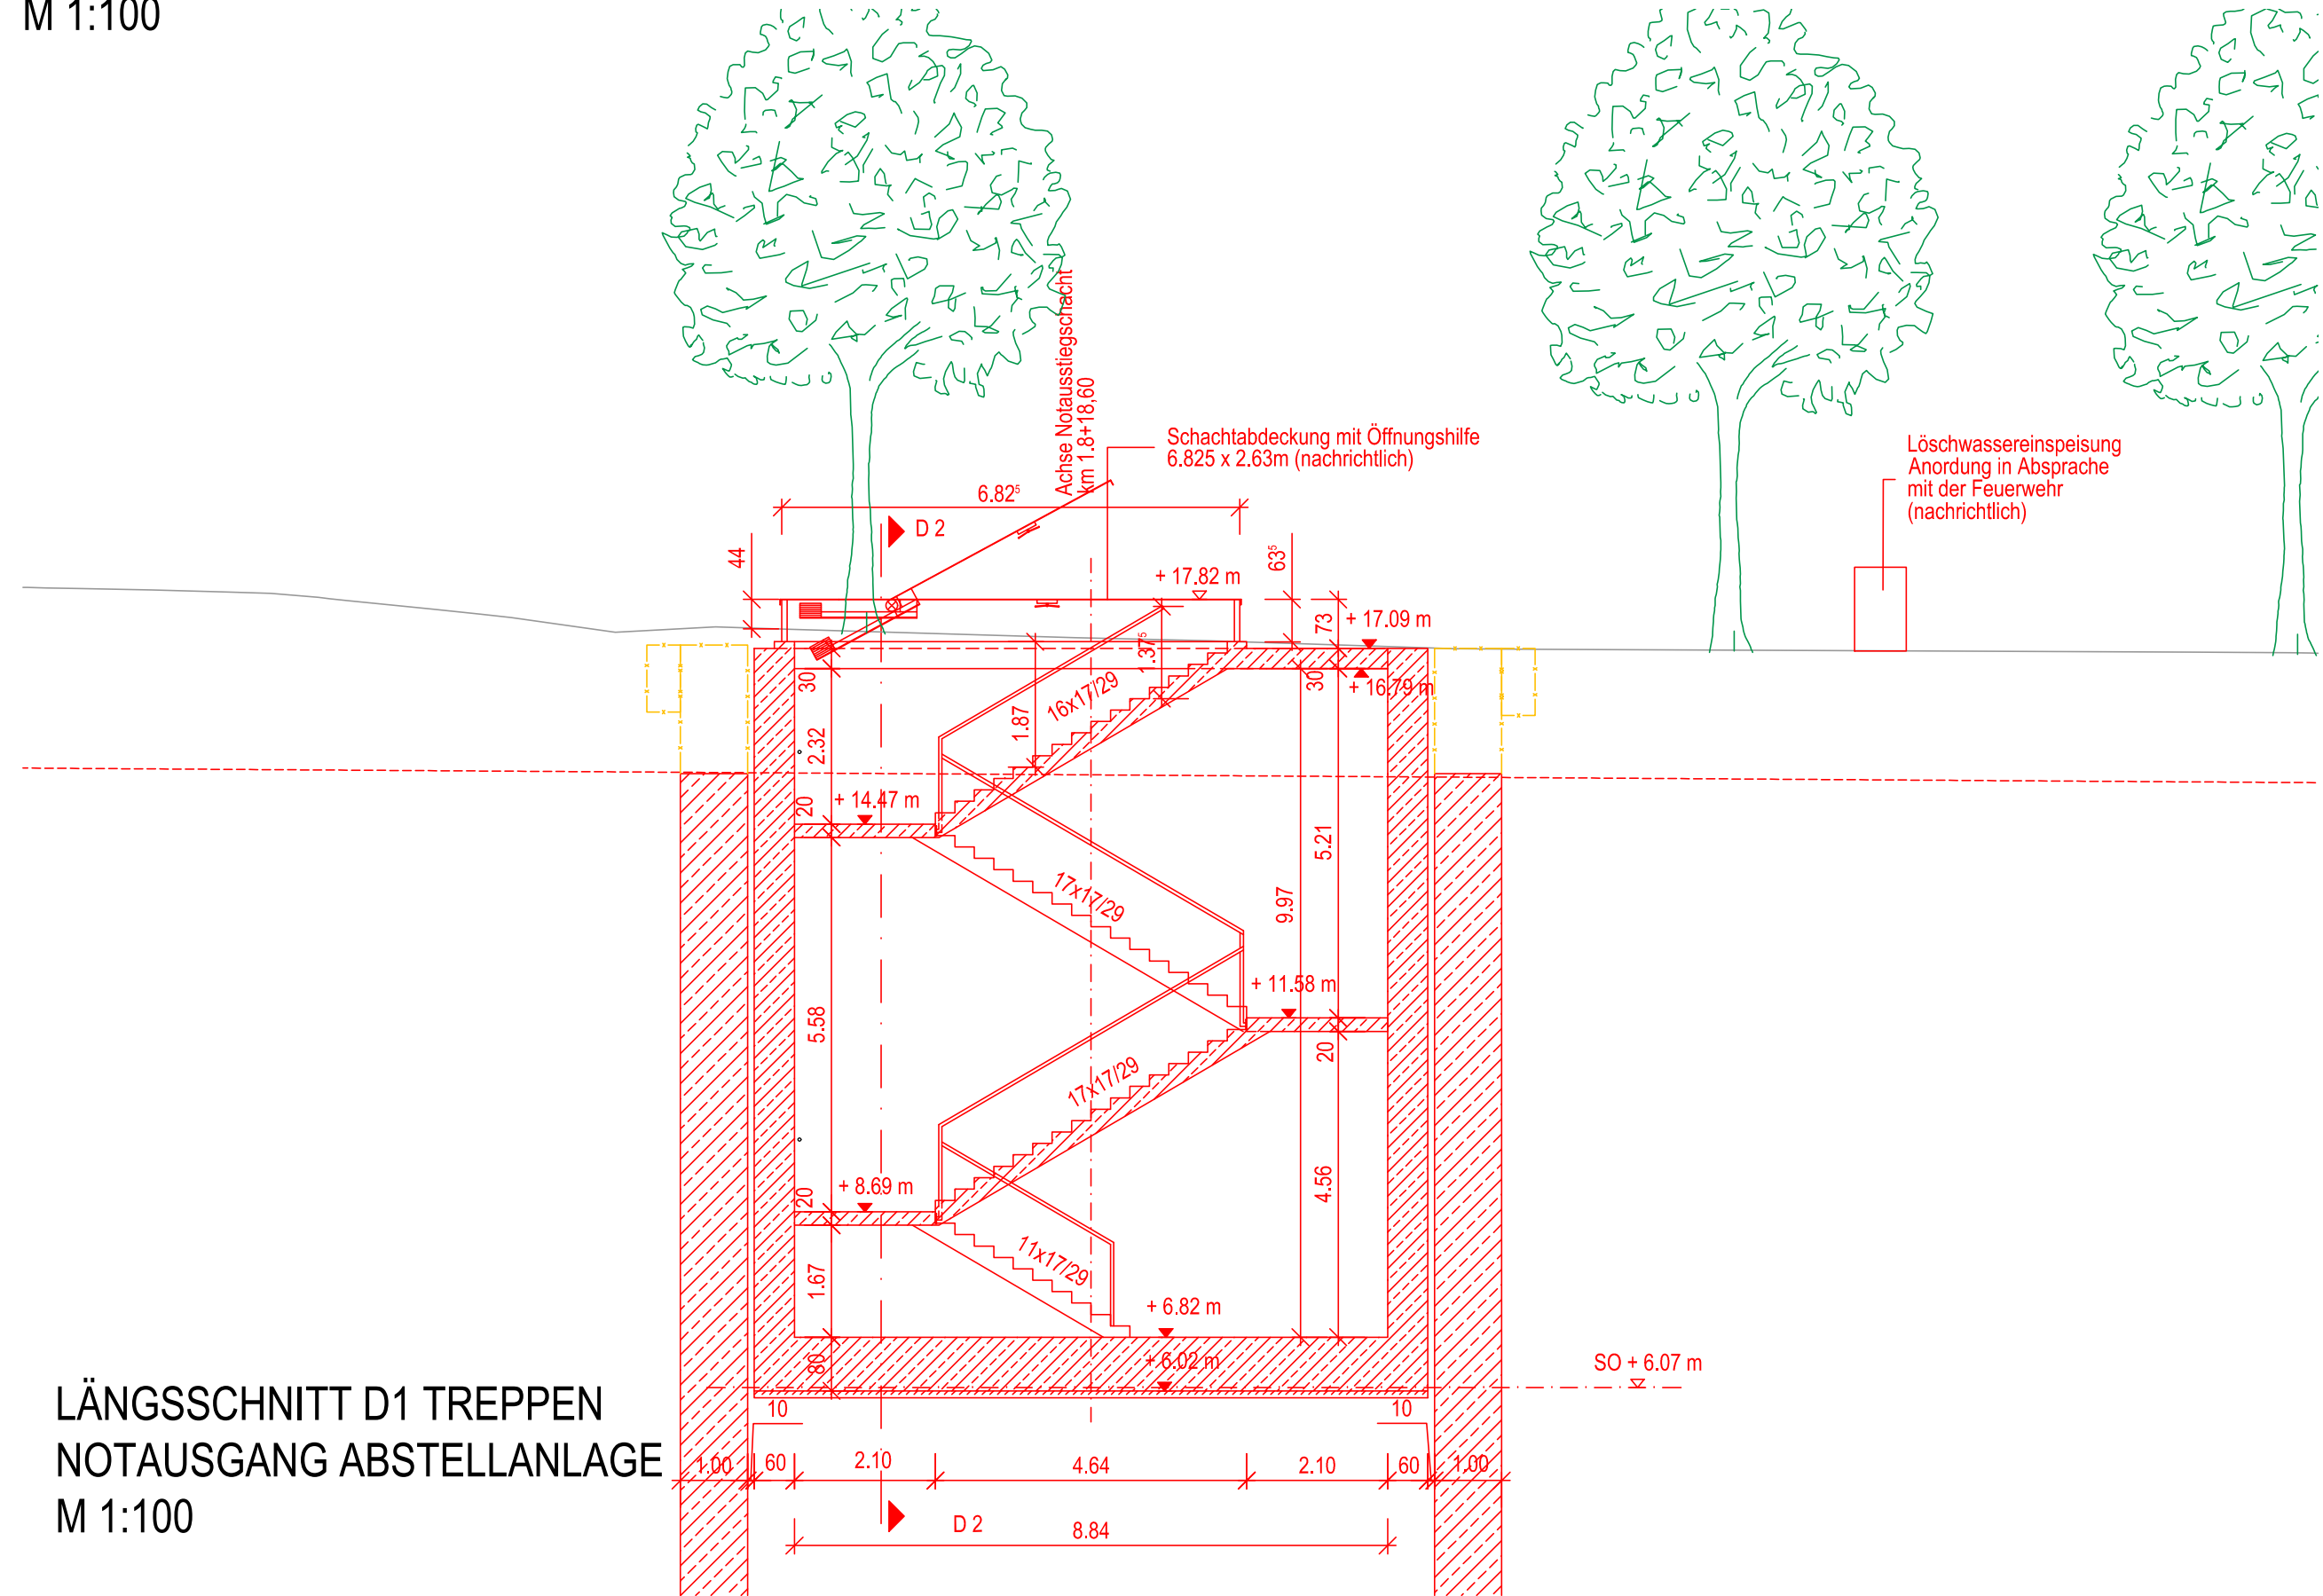 M 1:100
Achse Notausstiegschacht
km 1.8+18,60
Schachtabdeckung mit Öffnungshilfe
6.825 x 2.63m (nachrichtlich)
Löschwassereinspeisung
Anordung in Absprache
mit der Feuerwehr
(nachrichtlich)
6.82⁵
D 2
44
63⁵
+ 17.82 m
73
+ 17.09 m
1.37⁵
30
16x17/29
30
+ 16.79 m
1.87
2.32
20
+ 14.47 m
5.21
17x17/29
9.97
+ 11.58 m
5.58
20
17x17/29
20
+ 8.69 m
4.56
11x17/29
1.67
+ 6.82 m
80
+ 6.02 m
SO + 6.07 m
LÄNGSSCHNITT D1 TREPPEN
NOTAUSGANG ABSTELLANLAGE
M 1:100
10
10
1.00
60
2.10
4.64
2.10
60
1.00
D 2
8.84